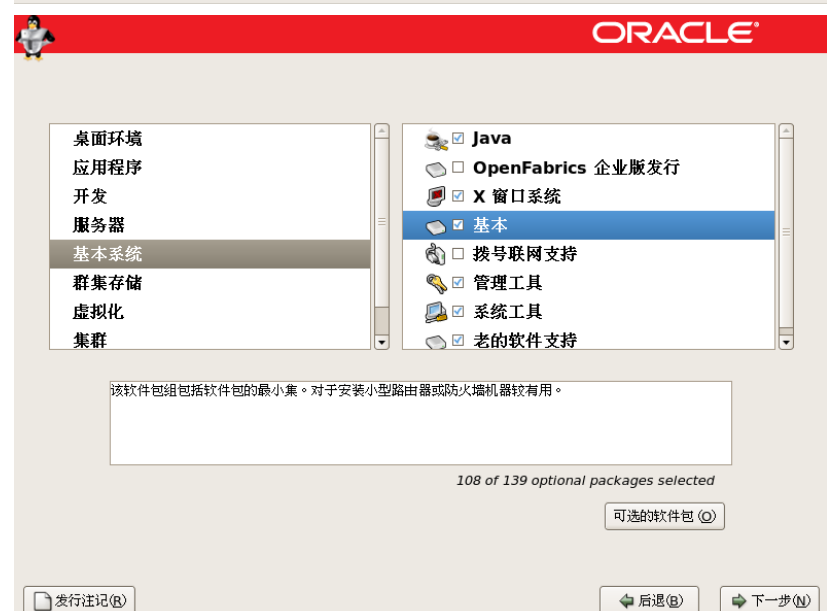 ORACLE®
桌面环境
应用程序
开发
服务器
基本系统
群集存储
虚拟化
集群
Java
OpenFabrics 企业版发行
X 窗口系统
基本
拨号联网支持
管理工具
系统工具
老的软件支持
该软件包组包括软件包的最小集。对于安装小型路由器或防火墙机器较有用。
108 of 139 optional packages selected
可选的软件包 (O)
发行注记(R)
后退(B)
下一步(N)